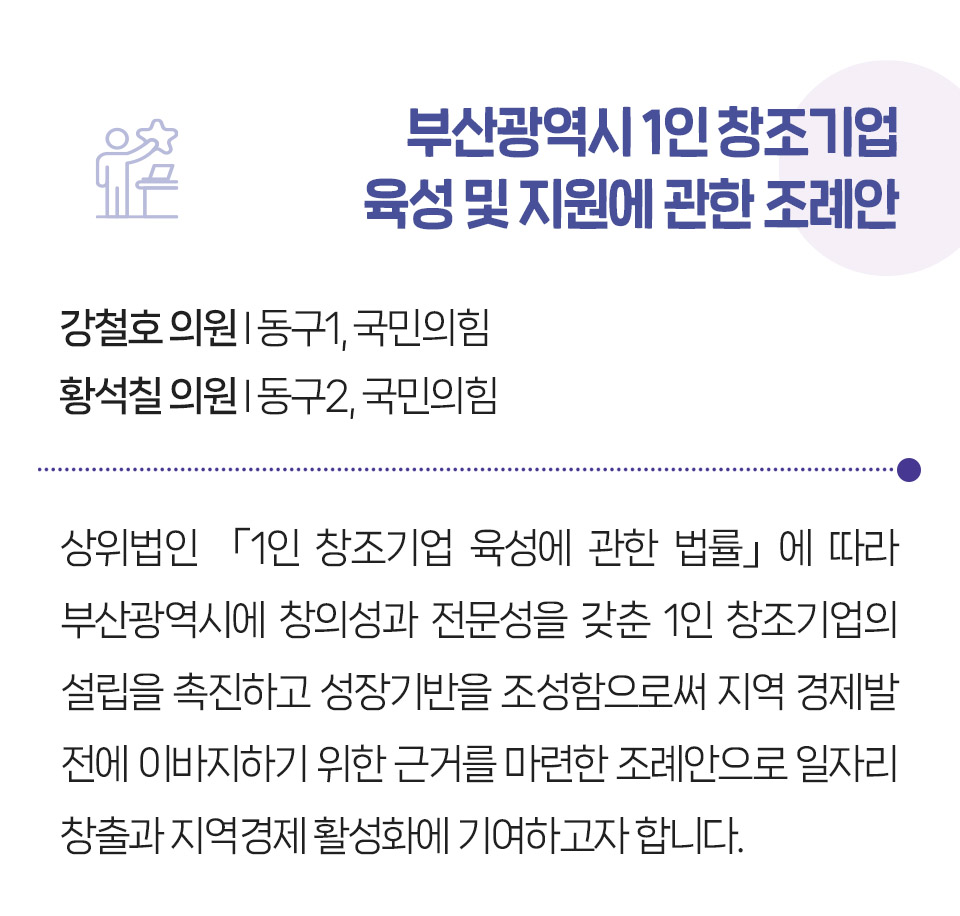 부산광역시 1인 창조기업
육성 및 지원에 관한 조례안
강철호 의원 | 동구1, 국민의힘
황석칠 의원 | 동구2, 국민의힘
상위법인 「1인 창조기업 육성에 관한 법률」에 따라
부산광역시에 창의성과 전문성을 갖춘 1인 창조기업의
설립을 촉진하고 성장기반을 조성함으로써 지역 경제발
전에 이바지하기 위한 근거를 마련한 조례안으로 일자리
창출과 지역경제 활성화에 기여하고자 합니다.